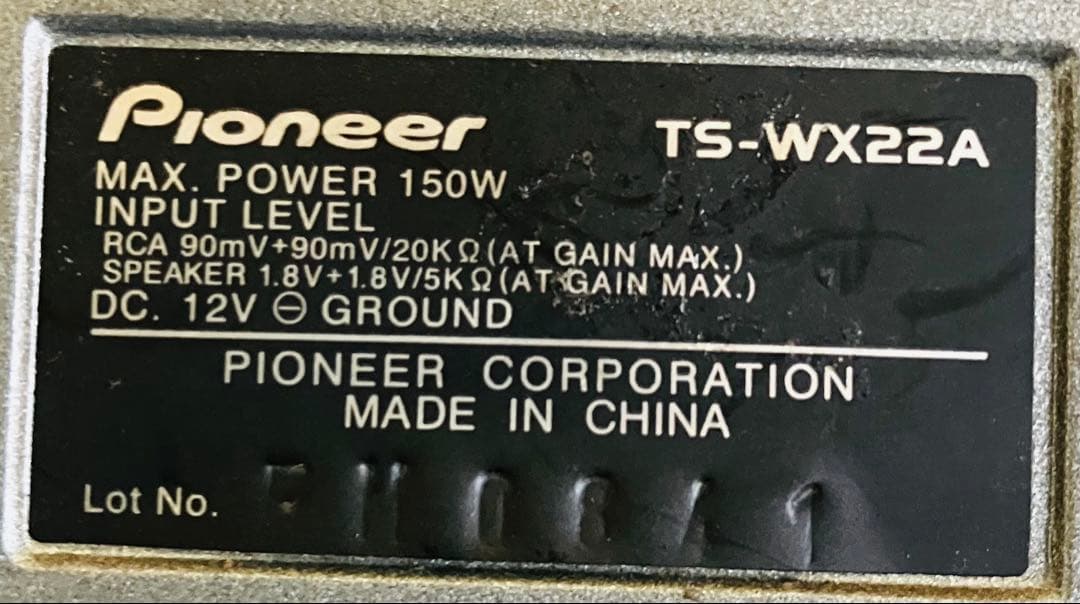 Pioneer TS-WX22A
MAX. POWER 150W
INPUT LEVEL
RCA 90mV+90mV/20KΩ(AT GAIN MAX.)
SPEAKER 1.8V+1.8V/5KΩ(AT GAIN MAX.)
DC. 12V ⊖ GROUND
PIONEER CORPORATION
MADE IN CHINA
Lot No.